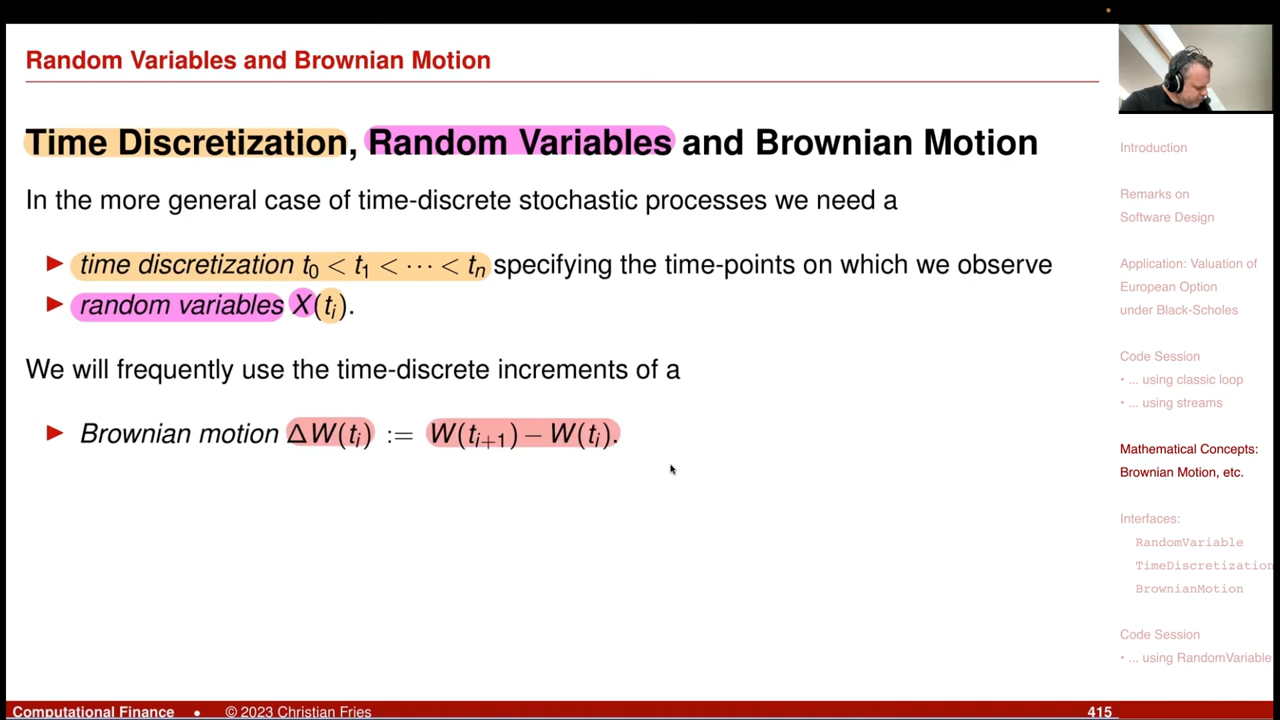 Random Variables and Brownian Motion
Time Discretization, Random Variables and Brownian Motion
In the more general case of time-discrete stochastic processes we need a
▶ time discretization t₀ < t₁ < ⋯ < tₙ specifying the time-points on which we observe
▶ random variables X(tᵢ).
We will frequently use the time-discrete increments of a
▶ Brownian motion ΔW(tᵢ) := W(tᵢ₊₁) − W(tᵢ).
Introduction
Remarks on
Software Design
Application: Valuation of
European Option
under Black-Scholes
Code Session
• ... using classic loop
• ... using streams
Mathematical Concepts:
Brownian Motion, etc.
Interfaces:
RandomVariable
TimeDiscretization
BrownianMotion
Code Session
• ... using RandomVariable
Computational Finance • © 2023 Christian Fries 415